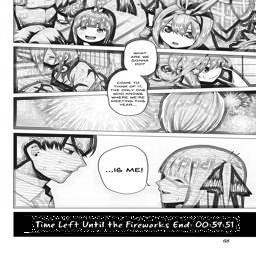 WHAT ARE
WE GONNA
DO?
COME TO
THINK OF IT,
THE ONLY ONE
WHO KNOWS
WHERE WE'RE
MEETING THIS
YEAR...
...IS ME!
Time Left Until the Fireworks End: 00:59:51